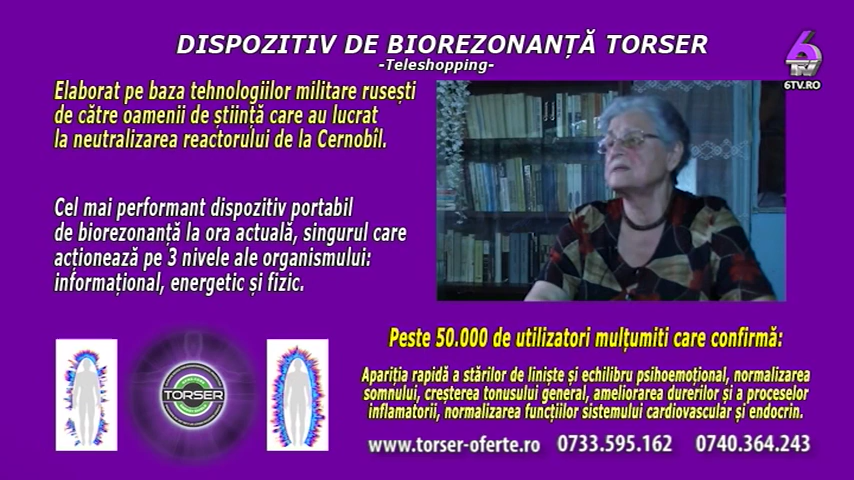 DISPOZITIV DE BIOREZONANȚĂ TORSER
-Teleshopping-
6TV
6TV.RO
Elaborat pe baza tehnologiilor militare rusești
de către oamenii de știință care au lucrat
la neutralizarea reactorului de la Cernobîl.
Cel mai performant dispozitiv portabil
de biorezonanță la ora actuală, singurul care
acționează pe 3 nivele ale organismului:
informațional, energetic și fizic.
TORSER
Peste 50.000 de utilizatori mulțumiti care confirmă:
Apariția rapidă a stărilor de liniște și echilibru psihoemoțional, normalizarea
somnului, creșterea tonusului general, ameliorarea durerilor și a proceselor
inflamatorii, normalizarea funcțiilor sistemului cardiovascular și endocrin.
www.torser-oferte.ro 0733.595.162 0740.364.243